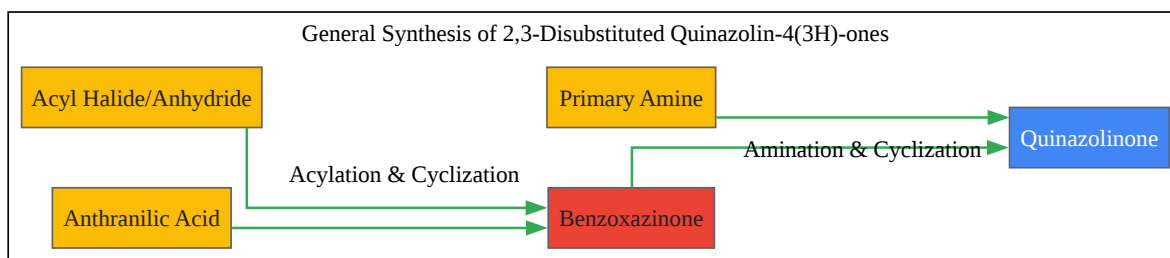 General Synthesis of 2,3-Disubstituted Quinazolin-4(3H)-ones
Acyl Halide/Anhydride
Primary Amine
Quinazolinone
Amination & Cyclization
Acylation & Cyclization
Anthranilic Acid
Benzoxazinone